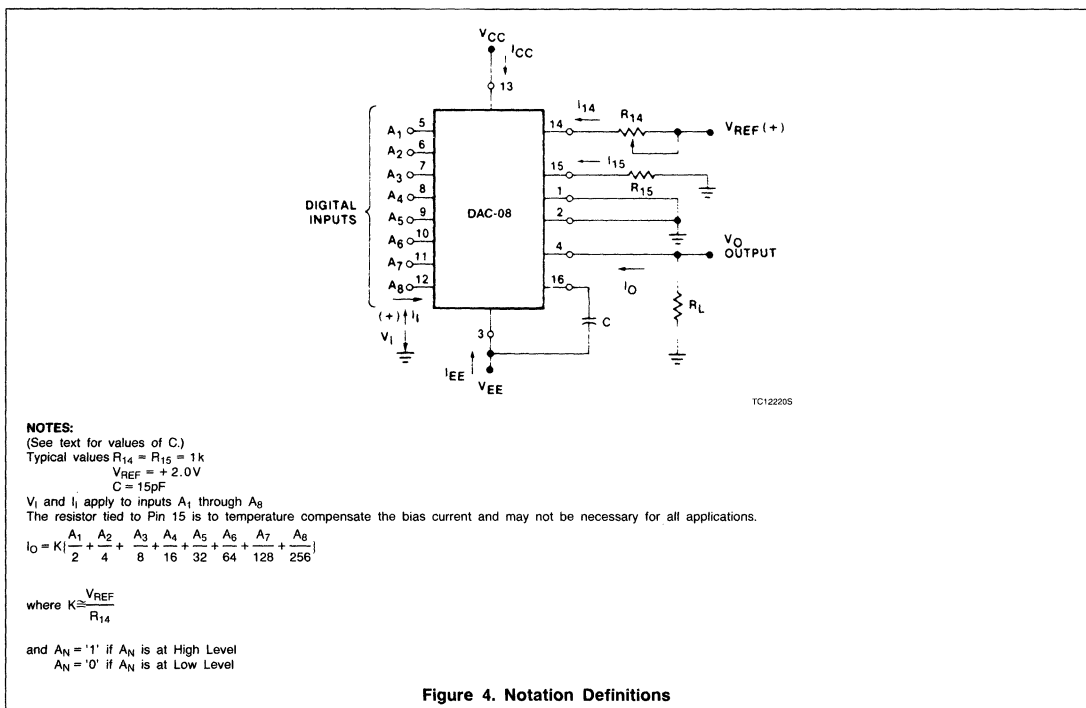 VCC
ICC
13
DIGITAL
INPUTS
A1 5
A2 6
A3 7
A4 8
A5 9
A6 10
A7 11
A8 12
(+) II
VI
DAC-08
14 I14 R14 VREF (+)
15 I15
R15
1
2
4 VO
OUTPUT
IO
16
RL
C
3
IEE
VEE
TC12220S
NOTES:
(See text for values of C.)
Typical values R14 = R15 = 1k
VREF = + 2.0V
C = 15pF
VI and II apply to inputs A1 through A8
The resistor tied to Pin 15 is to temperature compensate the bias current and may not be necessary for all applications.
IO = K{A1/2 + A2/4 + A3/8 + A4/16 + A5/32 + A6/64 + A7/128 + A8/256}
where K≅VREF/R14
and AN = '1' if AN is at High Level
AN = '0' if AN is at Low Level
Figure 4. Notation Definitions